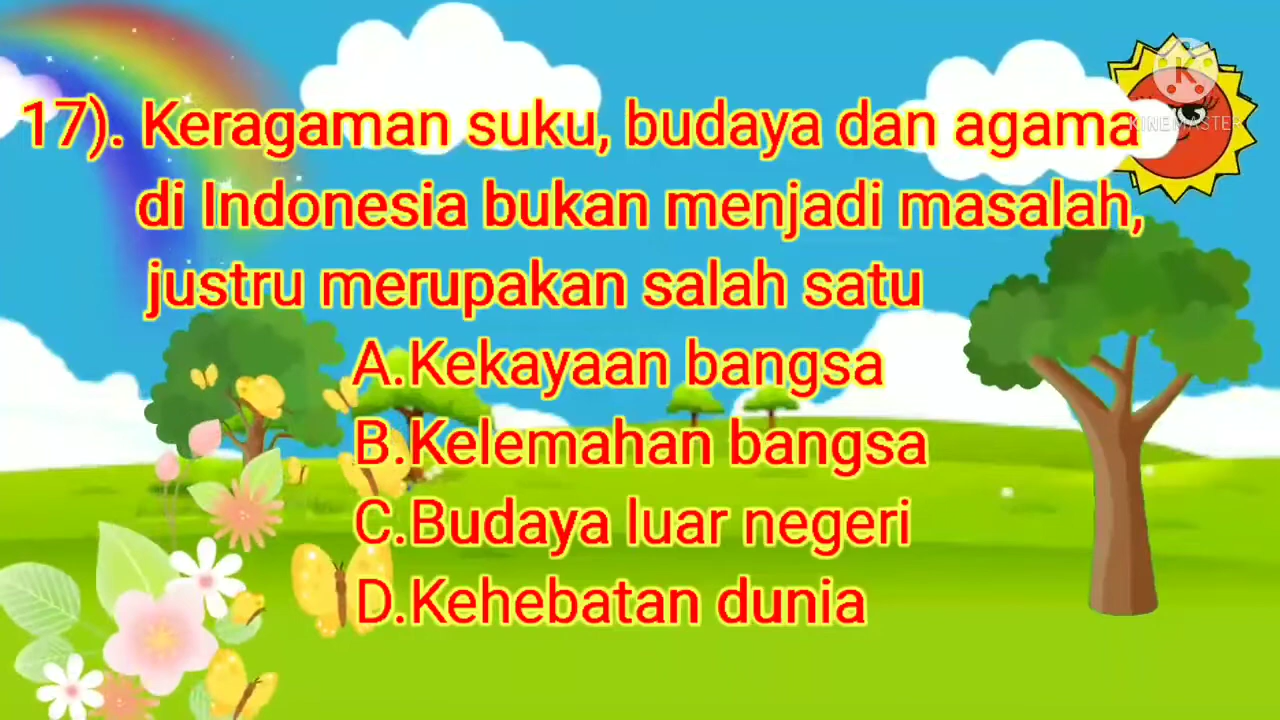 17). Keragaman suku, budaya dan agama
di Indonesia bukan menjadi masalah,
justru merupakan salah satu
A.Kekayaan bangsa
B.Kelemahan bangsa
C.Budaya luar negeri
D.Kehebatan dunia
K
KINEMASTER